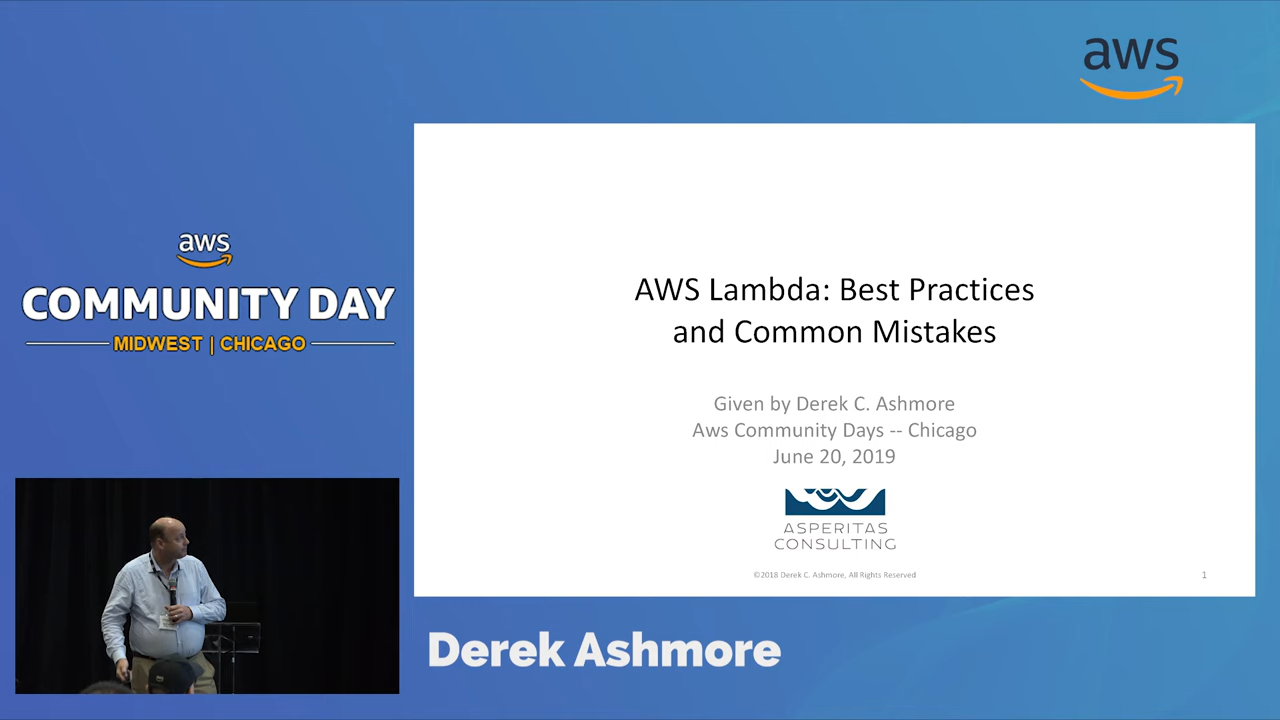 aws
aws
COMMUNITY DAY
MIDWEST | CHICAGO
AWS Lambda: Best Practices
and Common Mistakes
Given by Derek C. Ashmore
Aws Community Days -- Chicago
June 20, 2019
ASPERITAS
CONSULTING
©2018 Derek C. Ashmore, All Rights Reserved
1
Derek Ashmore